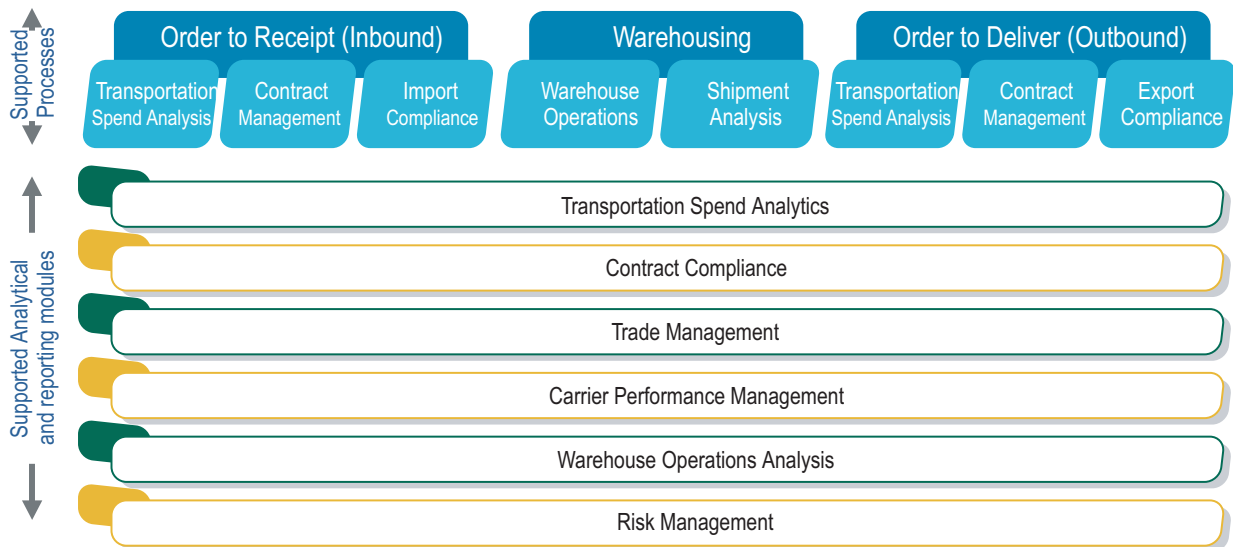 Supported
Processes
Order to Receipt (Inbound)
Warehousing
Order to Deliver (Outbound)
Transportation
Spend Analysis
Contract
Management
Import
Compliance
Warehouse
Operations
Shipment
Analysis
Transportation
Spend Analysis
Contract
Management
Export
Compliance
Supported Analytical
and reporting modules
Transportation Spend Analytics
Contract Compliance
Trade Management
Carrier Performance Management
Warehouse Operations Analysis
Risk Management